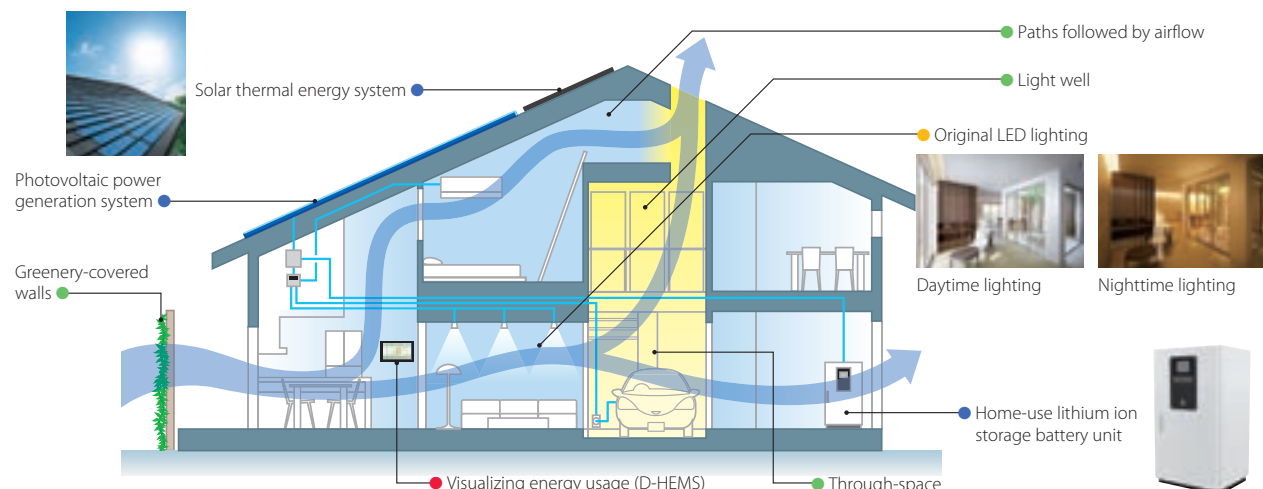 Paths followed by airflow
Light well
Solar thermal energy system
Original LED lighting
Photovoltaic power
generation system
Greenery-covered
walls
Daytime lighting
Nighttime lighting
Home-use lithium ion
storage battery unit
Visualizing energy usage (D-HEMS)
Through-space